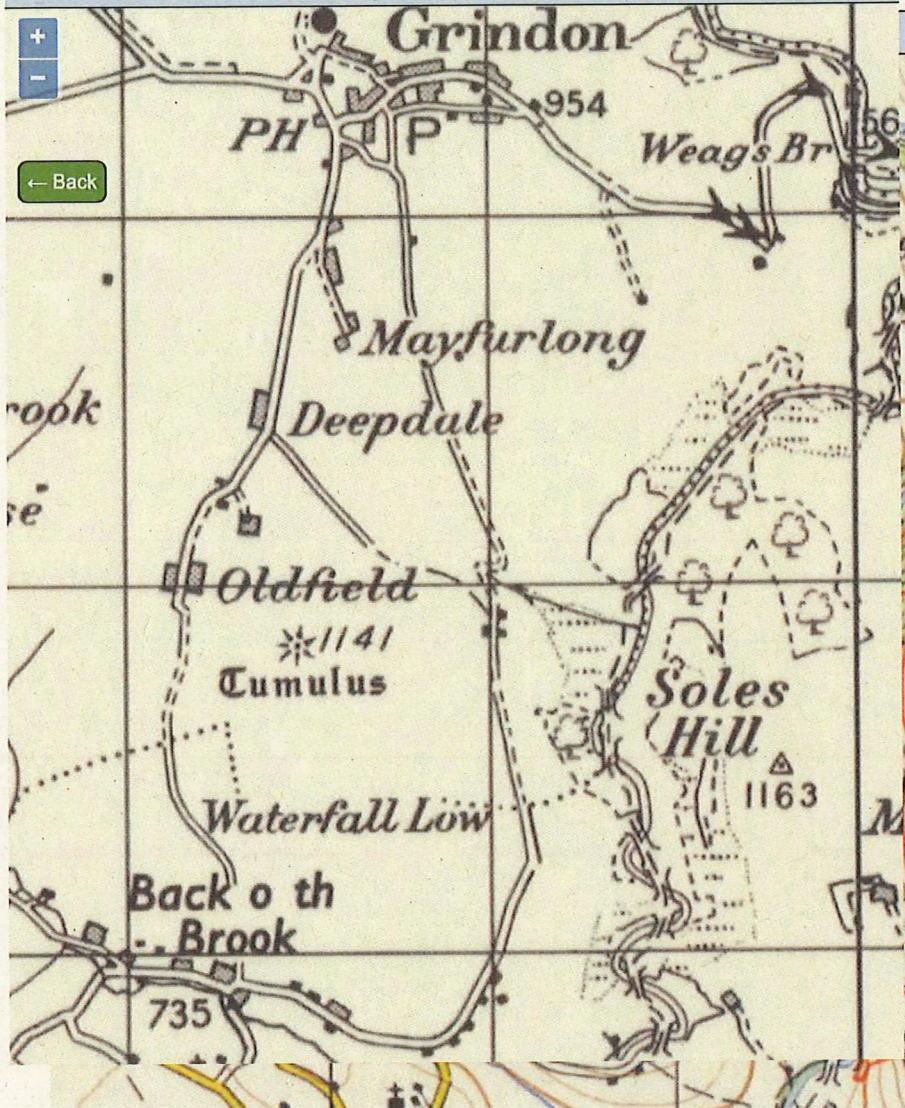 +
Grindon
−
954
56
PH
P
Weags Br
← Back
Mayfurlong
rook
Deepdale
se
Oldfield
1141
Tumulus
Soles
Hill
1163
Waterfall Low
M
Back o th
Brook
735